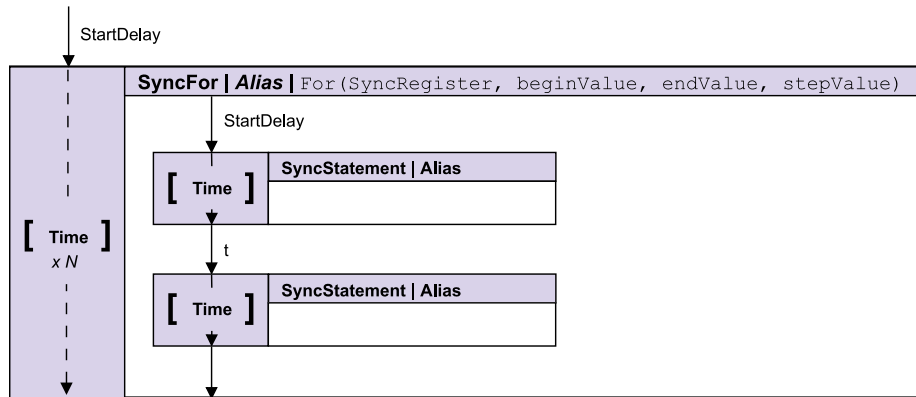 StartDelay
SyncFor | Alias | For(SyncRegister, beginValue, endValue, stepValue)
StartDelay
SyncStatement | Alias
[ Time ]
t
[ Time ]
x N
SyncStatement | Alias
[ Time ]